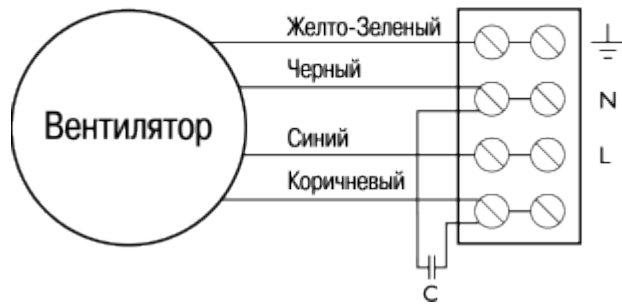 Желто-Зеленый
Черный
N
Вентилятор
Синий
L
Коричневый
C